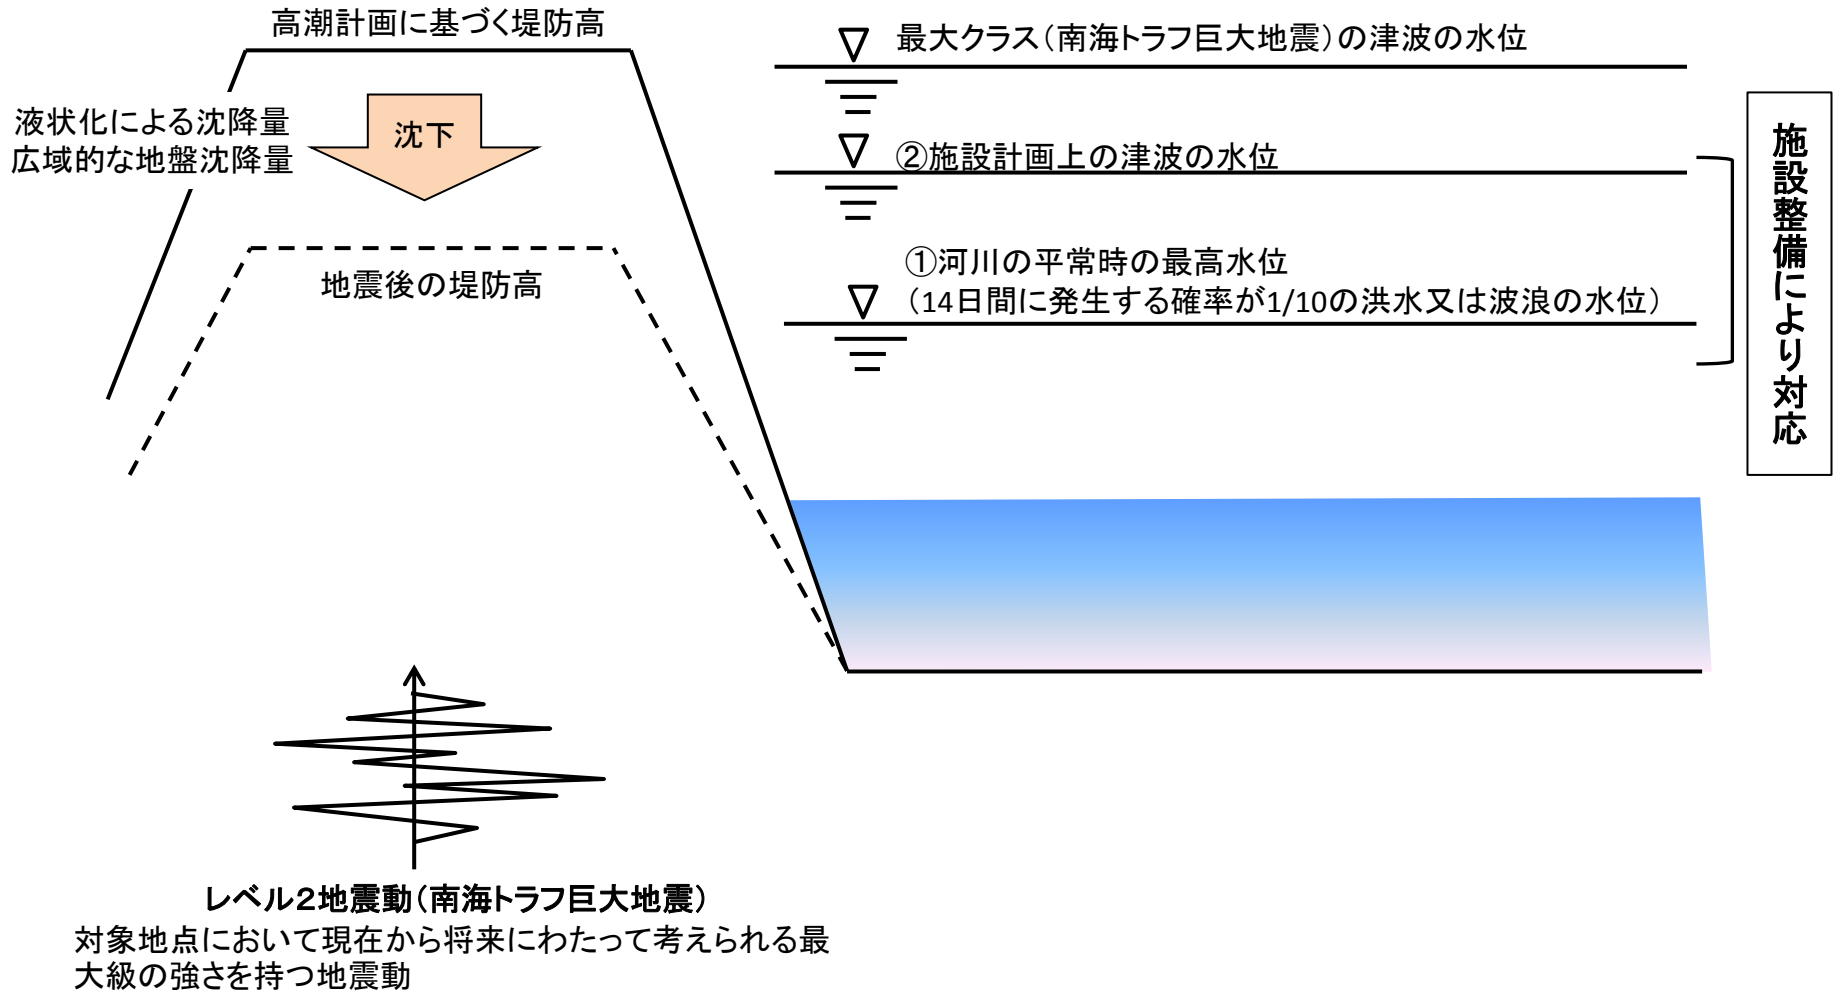 高潮計画に基づく堤防高
液状化による沈降量
広域的な地盤沈降量
沈下
地震後の堤防高
最大クラス（南海トラフ巨大地震）の津波の水位
②施設計画上の津波の水位
①河川の平常時の最高水位
（14日間に発生する確率が1/10の洪水又は波浪の水位）
施設整備により対応
レベル２地震動（南海トラフ巨大地震）
対象地点において現在から将来にわたって考えられる最
大級の強さを持つ地震動